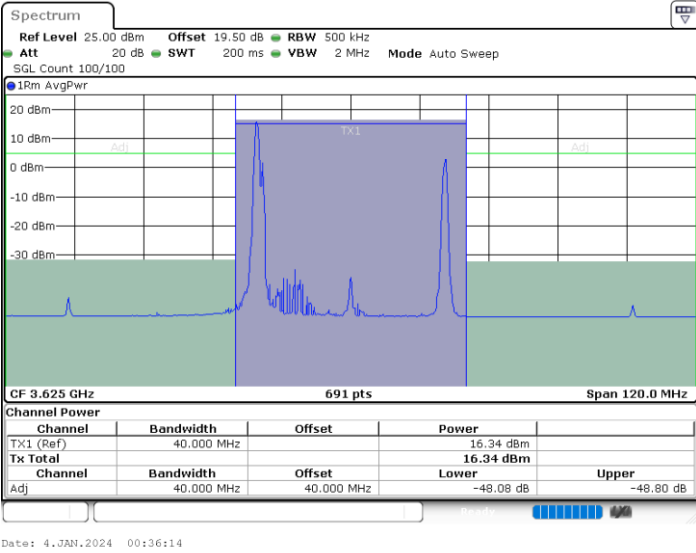 Spectrum
Ref Level 25.00 dBm Offset 19.50 dB RBW 500 kHz
Att 20 dB SWT 200 ms VBW 2 MHz Mode Auto Sweep
SGL Count 100/100
1Rm AvgPwr
20 dBm
TX1
10 dBm
Adj Adj
0 dBm
-10 dBm
-20 dBm
-30 dBm
CF 3.625 GHz 691 pts Span 120.0 MHz
Channel Power
Channel Bandwidth Offset Power
TX1 (Ref) 40.000 MHz 16.34 dBm
Tx Total 16.34 dBm
Channel Bandwidth Offset Lower Upper
Adj 40.000 MHz 40.000 MHz -48.08 dB -48.80 dB
Ready
Date: 4.JAN.2024 00:36:14